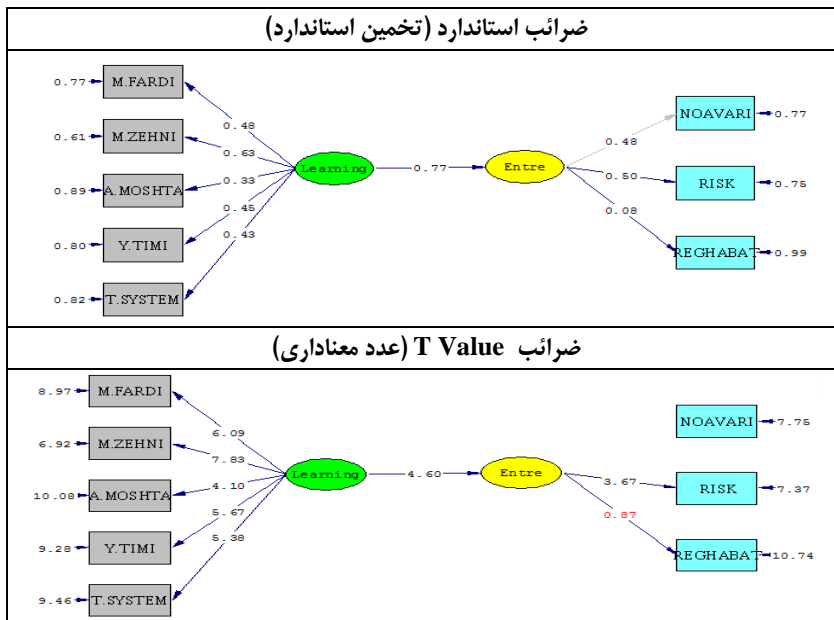 ضرائب استاندارد (تخمین استاندارد)
0.77 M.FARDI
0.61 M.ZEHNI
0.89 A.MOSHTA
0.80 Y.TIMI
0.82 T.SYSTEM
0.48
0.63
0.33
0.45
0.43
Learning
0.77
Entre
0.48
0.50
0.08
NOAVARI 0.77
RISK 0.75
REGHABAT 0.99
ضرائب T Value (عدد معناداری)
8.97 M.FARDI
6.92 M.ZEHNI
10.08 A.MOSHTA
9.28 Y.TIMI
9.46 T.SYSTEM
6.09
7.83
4.10
5.67
5.38
Learning
4.60
Entre
3.67
0.87
NOAVARI 7.75
RISK 7.37
REGHABAT 10.74